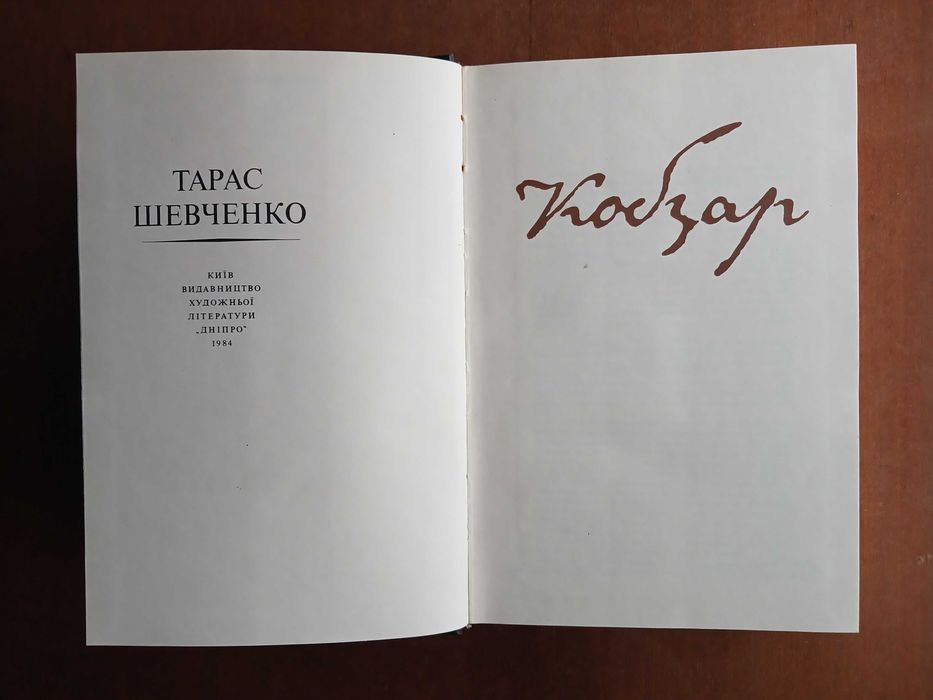 ТАРАС
ШЕВЧЕНКО
КИЇВ
ВИДАВНИЦТВО
ХУДОЖНЬОЇ
ЛІТЕРАТУРИ
„ДНІПРО“
1984
Кобзар